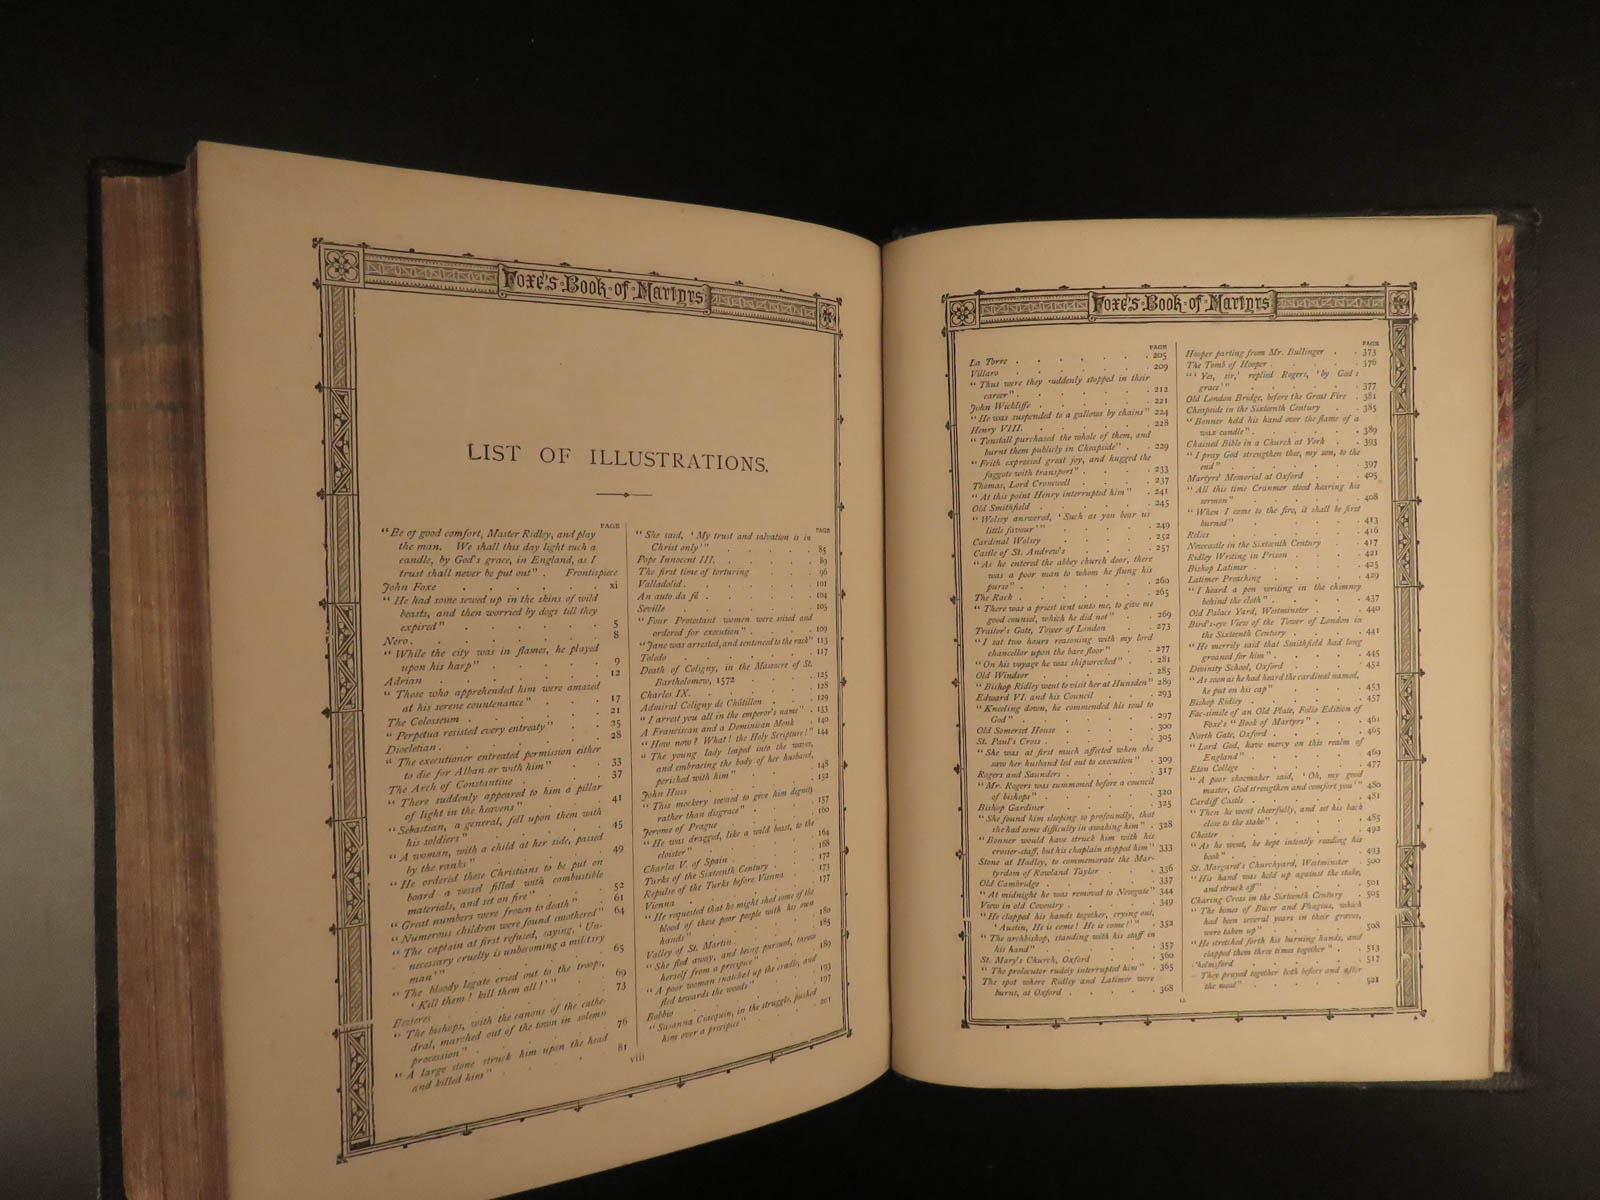 Foxe's Book of Martyrs
LIST OF ILLUSTRATIONS.
PAGE
"Be of good comfort, Master Ridley, and play
the man. We shall this day light such a
candle, by God's grace, in England, as I
trust shall never be put out" . Frontispiece
John Foxe . . . . . xi
"He had some sewed up in the skins of wild
beasts, and then worried by dogs till they
expired" . . . . . 5
Nero . . . . . 8
"While the city was in flames, he played
upon his harp" . . . . 9
Adrian . . . . . 12
"Those who apprehended him were amazed
at his serene countenance" . . 17
The Colosseum . . . . 21
"Perpetua resisted every entreaty" . . 25
Diocletian . . . . . 28
"The executioner entreated permission either
to die for Alban or with him" . . 33
The Arch of Constantine . . . 37
"There suddenly appeared to him a pillar
of light in the heavens" . . . 41
"Sebastian, a general, fell upon them with
his soldiers" . . . . 45
"A woman, with a child at her side, passed
by the ranks" . . . . 49
"He ordered these Christians to be put on
board a vessel filled with combustible
materials, and set on fire" . . 52
"Great numbers were frozen to death" . 61
"Numerous children were found smothered" 64
"The captain at first refused, saying, 'Un-
necessary cruelty is unbecoming a military
man'" . . . . . 65
"The bloody legate cried out to the troops,
'Kill them! kill them all!'" . . 69
Bezieres . . . . . 73
"The bishops, with the canons of the cathe-
dral, marched out of the town in solemn
procession" . . . . 76
"A large stone struck him upon the head
and killed him" . . . . 81
PAGE
"She said, 'My trust and salvation is in
Christ only'" . . . . 85
Pope Innocent III. . . . . 89
The first time of torturing . . . 96
Valladolid . . . . . 101
An auto da fé . . . . 104
Seville . . . . . 105
"Four Protestant women were seized and
ordered for execution" . . . 109
"Jane was arrested, and sentenced to the rack" 113
Toledo . . . . . 117
Death of Coligny, in the Massacre of St.
Bartholomew, 1572 . . . 125
Charles IX. . . . . 128
Admiral Coligny de Châtillon . . . 129
"I arrest you all in the emperor's name" . 133
A Franciscan and a Dominican Monk . 140
"How now? What! the Holy Scripture!" 144
"The young lady leaped into the waves,
and embracing the body of her husband,
perished with him" . . . 148
John Huss . . . . . 152
"This mockery seemed to give him dignity
rather than disgrace" . . . 157
Jerome of Prague . . . . 160
"He was dragged, like a wild beast, to the
cloister" . . . . . 164
Charles V. of Spain . . . . 168
Turks of the Sixteenth Century . . 172
Repulse of the Turks before Vienna . 173
Vienna . . . . . 177
"He requested that he might shed some of the
blood of these poor people with his own
hands" . . . . . 180
Valley of St. Martin . . . 185
"She fled away, and being pursued, threw
herself from a precipice" . . 189
"A poor woman snatched up the cradle, and
fled towards the woods" . . 193
Bobbio . . . . . 197
"Susanna Ciacquin, in the struggle, pushed
him over a precipice" . . . 201
viii
Foxe's Book of Martyrs
PAGE
La Torre . . . . . 205
Villaro . . . . . 209
"Thus were they suddenly stopped in their
career" . . . . . 212
John Wickliffe . . . . 221
"He was suspended to a gallows by chains" 224
Henry VIII. . . . . 228
"Tonstall purchased the whole of them, and
burnt them publicly in Cheapside" . 229
"Frith expressed great joy, and hugged the
faggots with transport" . . . 233
Thomas, Lord Cromwell . . . 237
"At this point Henry interrupted him" . 241
Old Smithfield . . . . 245
"Wolsey answered, 'Such as you bear us
little favour'" . . . . 249
Cardinal Wolsey . . . . 252
Castle of St. Andrew's . . . 257
"As he entered the abbey church door, there
was a poor man to whom he flung his
purse" . . . . . 260
The Rack . . . . . 265
"There was a priest sent unto me, to give me
good counsel, which he did not" . . 269
Traitor's Gate, Tower of London . . 273
"I sat two hours reasoning with my lord
chancellor upon the bare floor" . . 277
"On his voyage he was shipwrecked" . . 281
Old Windsor . . . . 285
"Bishop Ridley went to visit her at Hunsden" 289
Edward VI. and his Council . . . 293
"Kneeling down, he commended his soul to
God" . . . . . 297
Old Somerset House . . . . 300
St. Paul's Cross . . . . 305
"She was at first much affected when she
saw her husband led out to execution" . 309
Rogers and Saunders . . . . 317
"Mr. Rogers was summoned before a council
of bishops" . . . . 320
Bishop Gardiner . . . . 325
"She found him sleeping so profoundly, that
she had some difficulty in awaking him" . 328
"Bonner would have struck him with his
crosier-staff, but his chaplain stopped him" 333
Stone at Hadley, to commemorate the Mar-
tyrdom of Rowland Taylor . . 336
Old Cambridge . . . . 337
"At midnight he was removed to Newgate" 344
View in old Coventry . . . . 349
"He clapped his hands together, crying out,
'Austin, He is come! He is come!'" . 352
"The archbishop, standing with his staff in
his hand" . . . . 357
St. Mary's Church, Oxford . . . 360
"The prolocutor rudely interrupted him" . 365
The spot where Ridley and Latimer were
burnt, at Oxford . . . . 368
PAGE
Hooper parting from Mr. Bullinger . . 373
The Tomb of Hooper . . . . 376
"'Yes, sir,' replied Rogers, 'by God's
grace'" . . . . . 377
Old London Bridge, before the Great Fire . 381
Cheapside in the Sixteenth Century . . 385
"Bonner held his hand over the flame of a
wax candle" . . . . 389
Chained Bible in a Church at York . . 393
"I pray God strengthen thee, my son, to the
end" . . . . . 397
Martyrs' Memorial at Oxford . . . 405
"All this time Cranmer stood hearing his
sermon" . . . . . 408
"When I come to the fire, it shall be first
burned" . . . . . 413
Relics . . . . . 416
Newcastle in the Sixteenth Century . . 417
Ridley Writing in Prison . . . 421
Bishop Latimer . . . . 425
Latimer Preaching . . . . 429
"I heard a pen writing in the chimney
behind the cloth" . . . . 437
Old Palace Yard, Westminster . . . 440
Bird's-eye View of the Tower of London in
the Sixteenth Century . . . 441
"He merrily said that Smithfield had long
groaned for him" . . . . 445
Divinity School, Oxford . . . 452
"As soon as he had heard the cardinal named,
he put on his cap" . . . 453
Bishop Ridley . . . . 457
Fac-simile of an Old Plate, Folio Edition of
Foxe's "Book of Martyrs" . . . 461
North Gate, Oxford . . . . 465
"Lord God, have mercy on this realm of
England" . . . . . 469
Eton College . . . . 477
"A poor shoemaker said, 'Oh, my good
master, God strengthen and comfort you'" 480
Cardiff Castle . . . . 481
"Then he went cheerfully, and set his back
close to the stake" . . . 485
Chester . . . . . 492
"As he went, he kept intently reading his
book" . . . . . 493
St. Margaret's Churchyard, Westminster . 500
"His hand was held up against the stake,
and struck off" . . . . 501
Charing Cross in the Sixteenth Century . 505
"The bones of Bucer and Phagius, which
had been several years in their graves,
were taken up" . . . . 508
"He stretched forth his burning hands, and
clapped them three times together" . . 513
Chelmsford . . . . . 517
"They prayed together both before and after
the meal" . . . . . 521